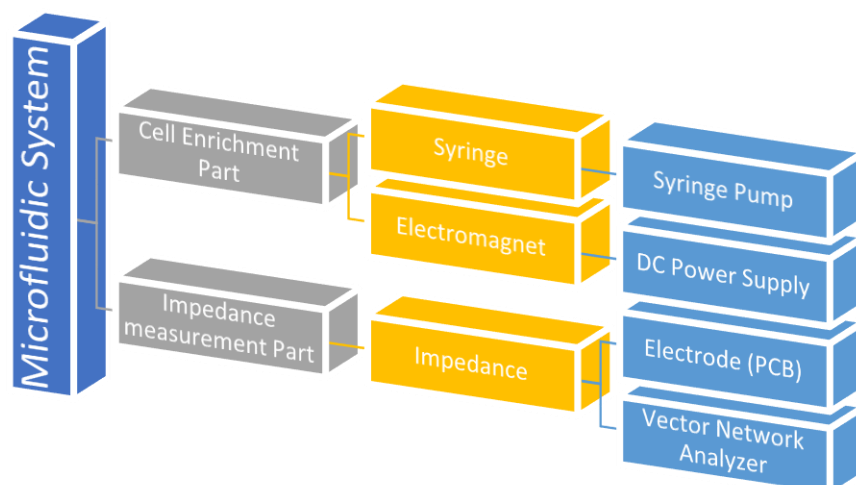 Microfluidic System
Cell Enrichment
Part
Syringe
Syringe Pump
Electromagnet
DC Power Supply
Impedance
measurement Part
Impedance
Electrode (PCB)
Vector Network
Analyzer